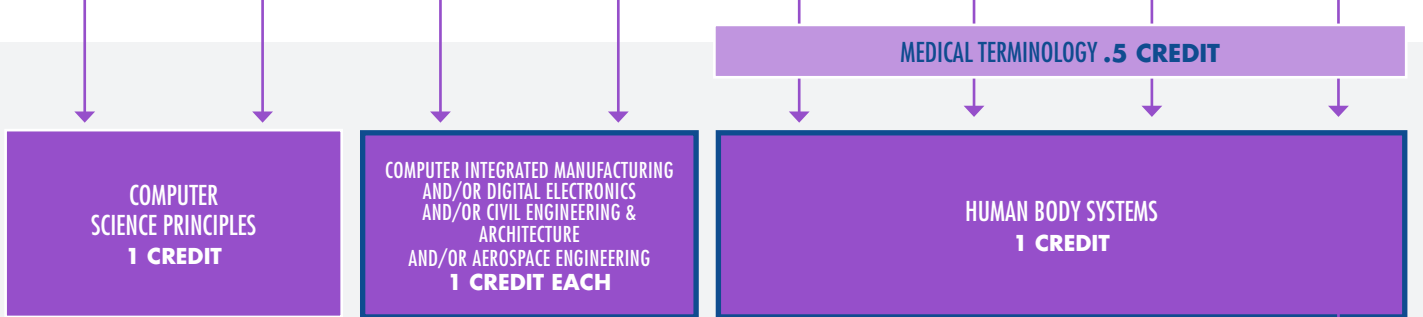 MEDICAL TERMINOLOGY .5 CREDIT
COMPUTER
SCIENCE PRINCIPLES
1 CREDIT
COMPUTER INTEGRATED MANUFACTURING
AND/OR DIGITAL ELECTRONICS
AND/OR CIVIL ENGINEERING &
ARCHITECTURE
AND/OR AEROSPACE ENGINEERING
1 CREDIT EACH
HUMAN BODY SYSTEMS
1 CREDIT